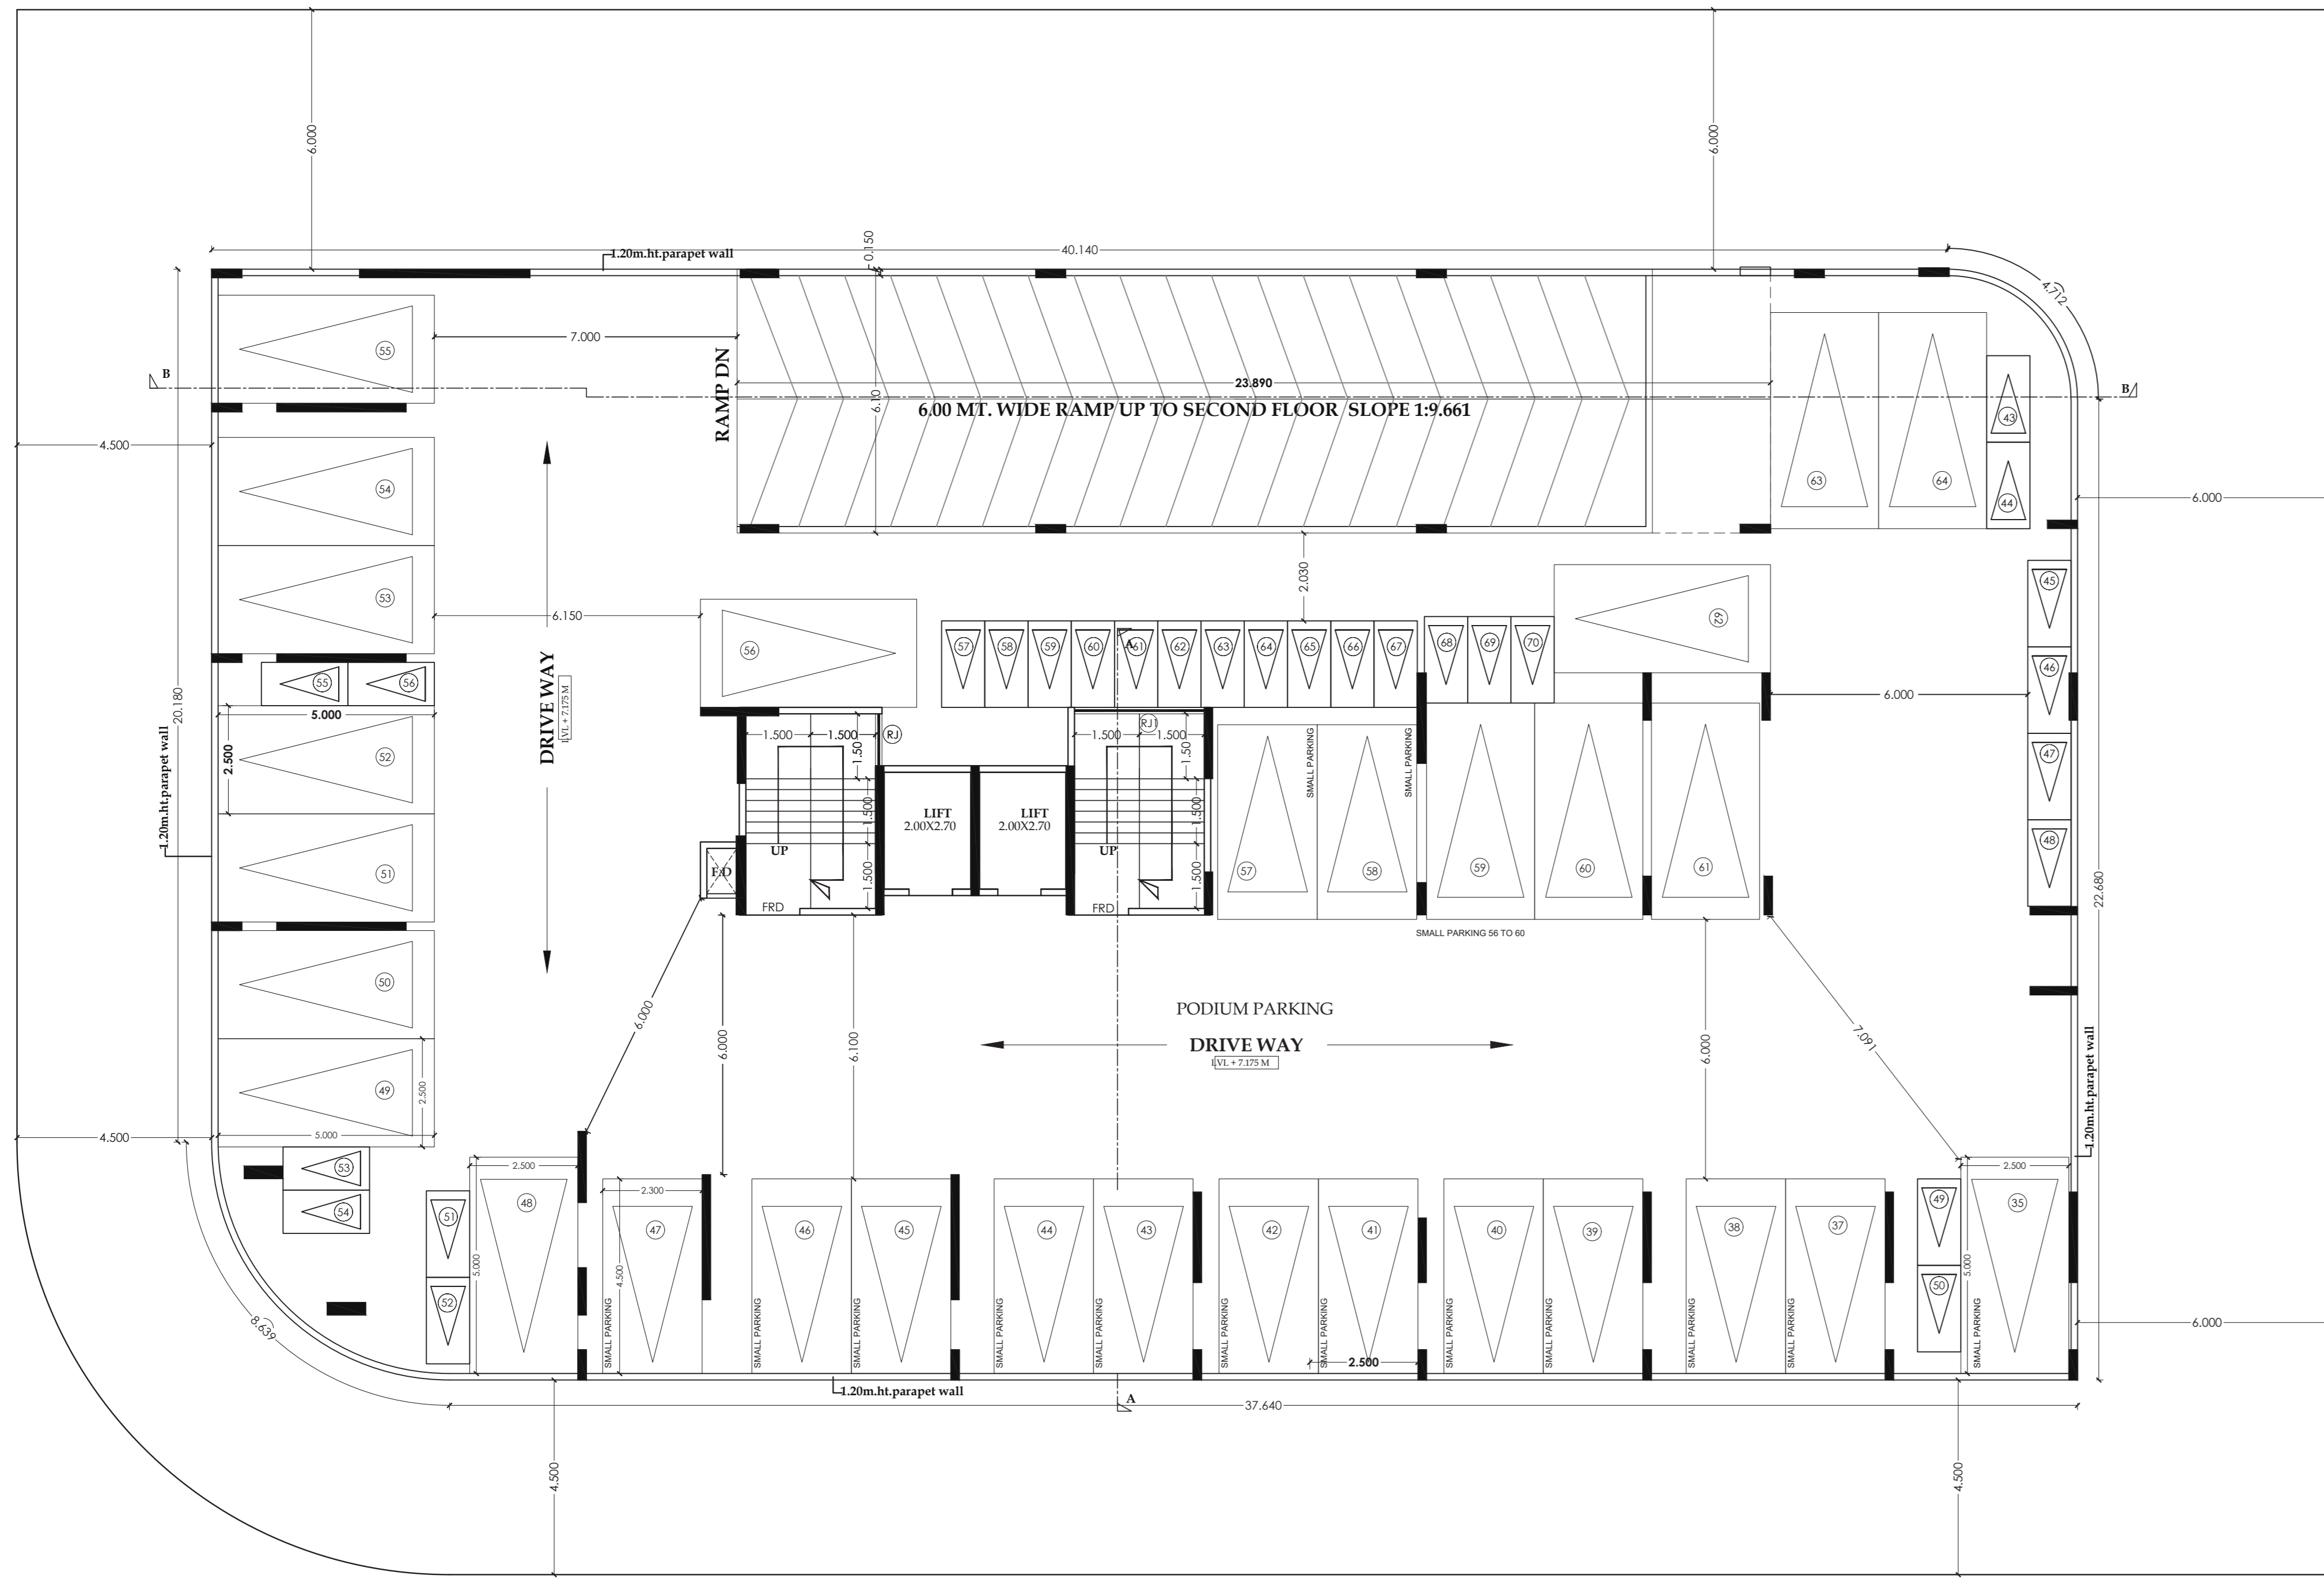 6.000
6.000
40.140
1.20m.ht.parapet wall
0.150
4.712
55
7.000
RAMP DN
23.890
6.10
6.00 MT. WIDE RAMP UP TO SECOND FLOOR SLOPE 1:9.661
B
B
63
64
43
44
4.500
6.000
54
53
6.150
2.030
56
57
58
59
60
61
A
62
63
64
65
66
67
68
69
70
62
45
46
47
48
6.000
55
56
5.000
2.500
52
51
50
49
2.500
5.000
20.180
1.20m.ht.parapet wall
DRIVE WAY
LVL + 7.175 M
1.500
1.500
1.50
RJ
1.500
1.500
UP
FRD
F.D
LIFT
2.00X2.70
LIFT
2.00X2.70
RJ1
1.500
1.500
1.50
1.500
1.500
UP
FRD
57
SMALL PARKING
58
SMALL PARKING
59
60
61
SMALL PARKING 56 TO 60
22.680
6.000
6.000
6.100
PODIUM PARKING
DRIVE WAY
LVL + 7.175 M
6.000
7.091
1.20m.ht.parapet wall
4.500
53
54
51
52
2.500
48
5.000
2.300
47
4.500
SMALL PARKING
46
SMALL PARKING
45
SMALL PARKING
44
SMALL PARKING
43
SMALL PARKING
42
SMALL PARKING
41
SMALL PARKING
2.500
40
SMALL PARKING
39
SMALL PARKING
38
SMALL PARKING
37
SMALL PARKING
49
50
2.500
35
5.000
SMALL PARKING
6.000
8.639
1.20m.ht.parapet wall
A
37.640
4.500
4.500